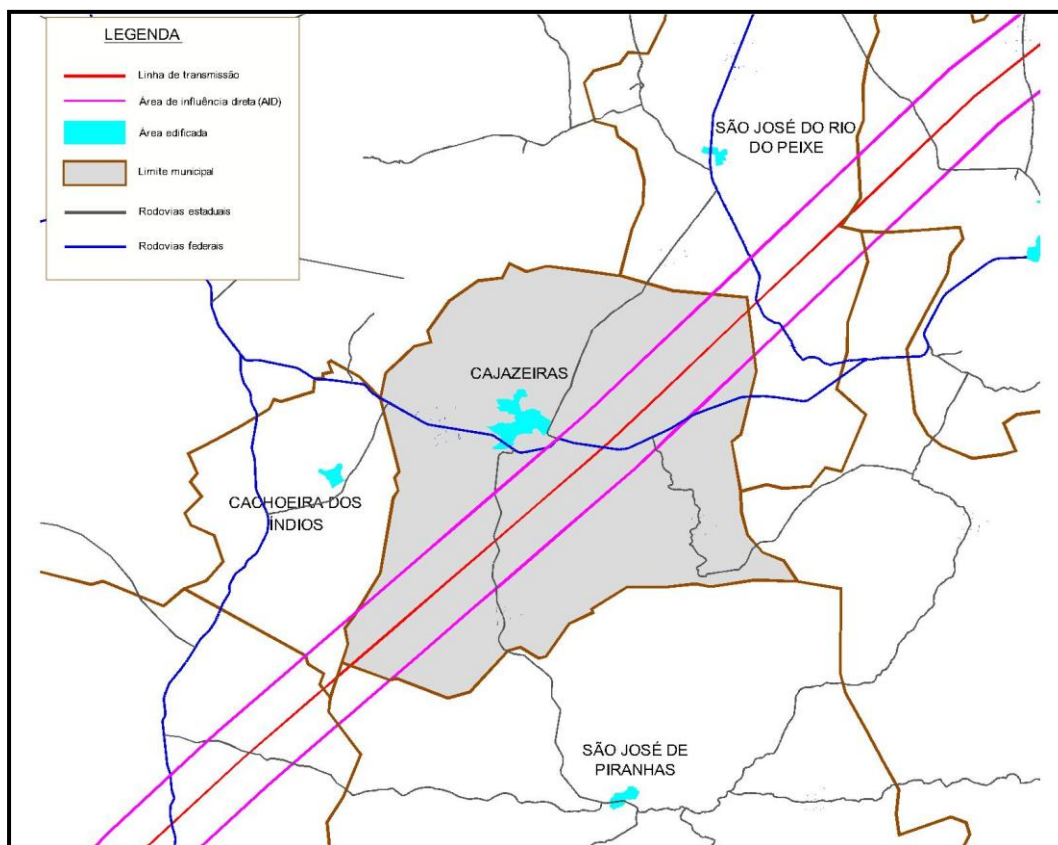 LEGENDA
Linha de transmissão
Área de influência direta (AID)
Área edificada
Limite municipal
Rodovias estaduais
Rodovias federais
SÃO JOSÉ DO RIO
DO PEIXE
CAJAZEIRAS
CACHOEIRA DOS
ÍNDIOS
SÃO JOSÉ DE
PIRANHAS